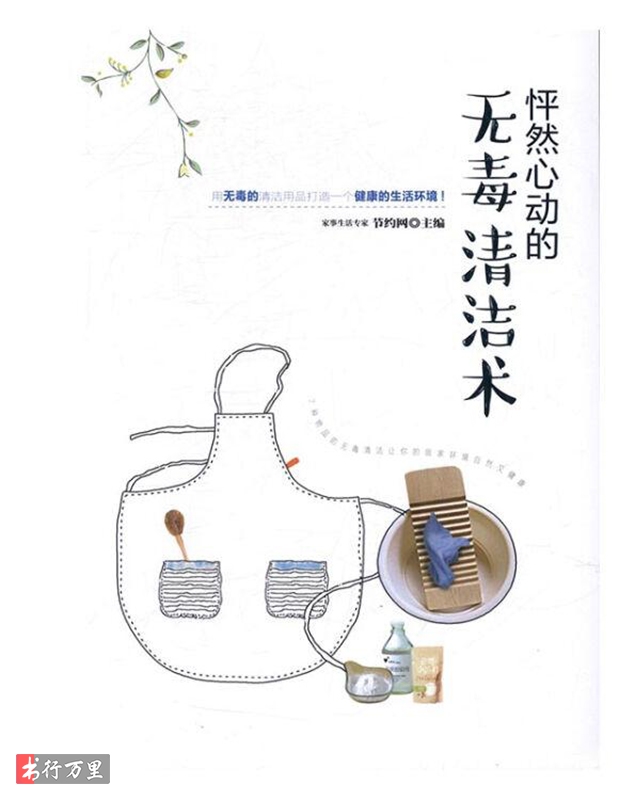 怦然心动的
无毒清洁术
用无毒的清洁用品打造一个健康的生活环境！
家事生活专家 节约网◎主编
书行万里